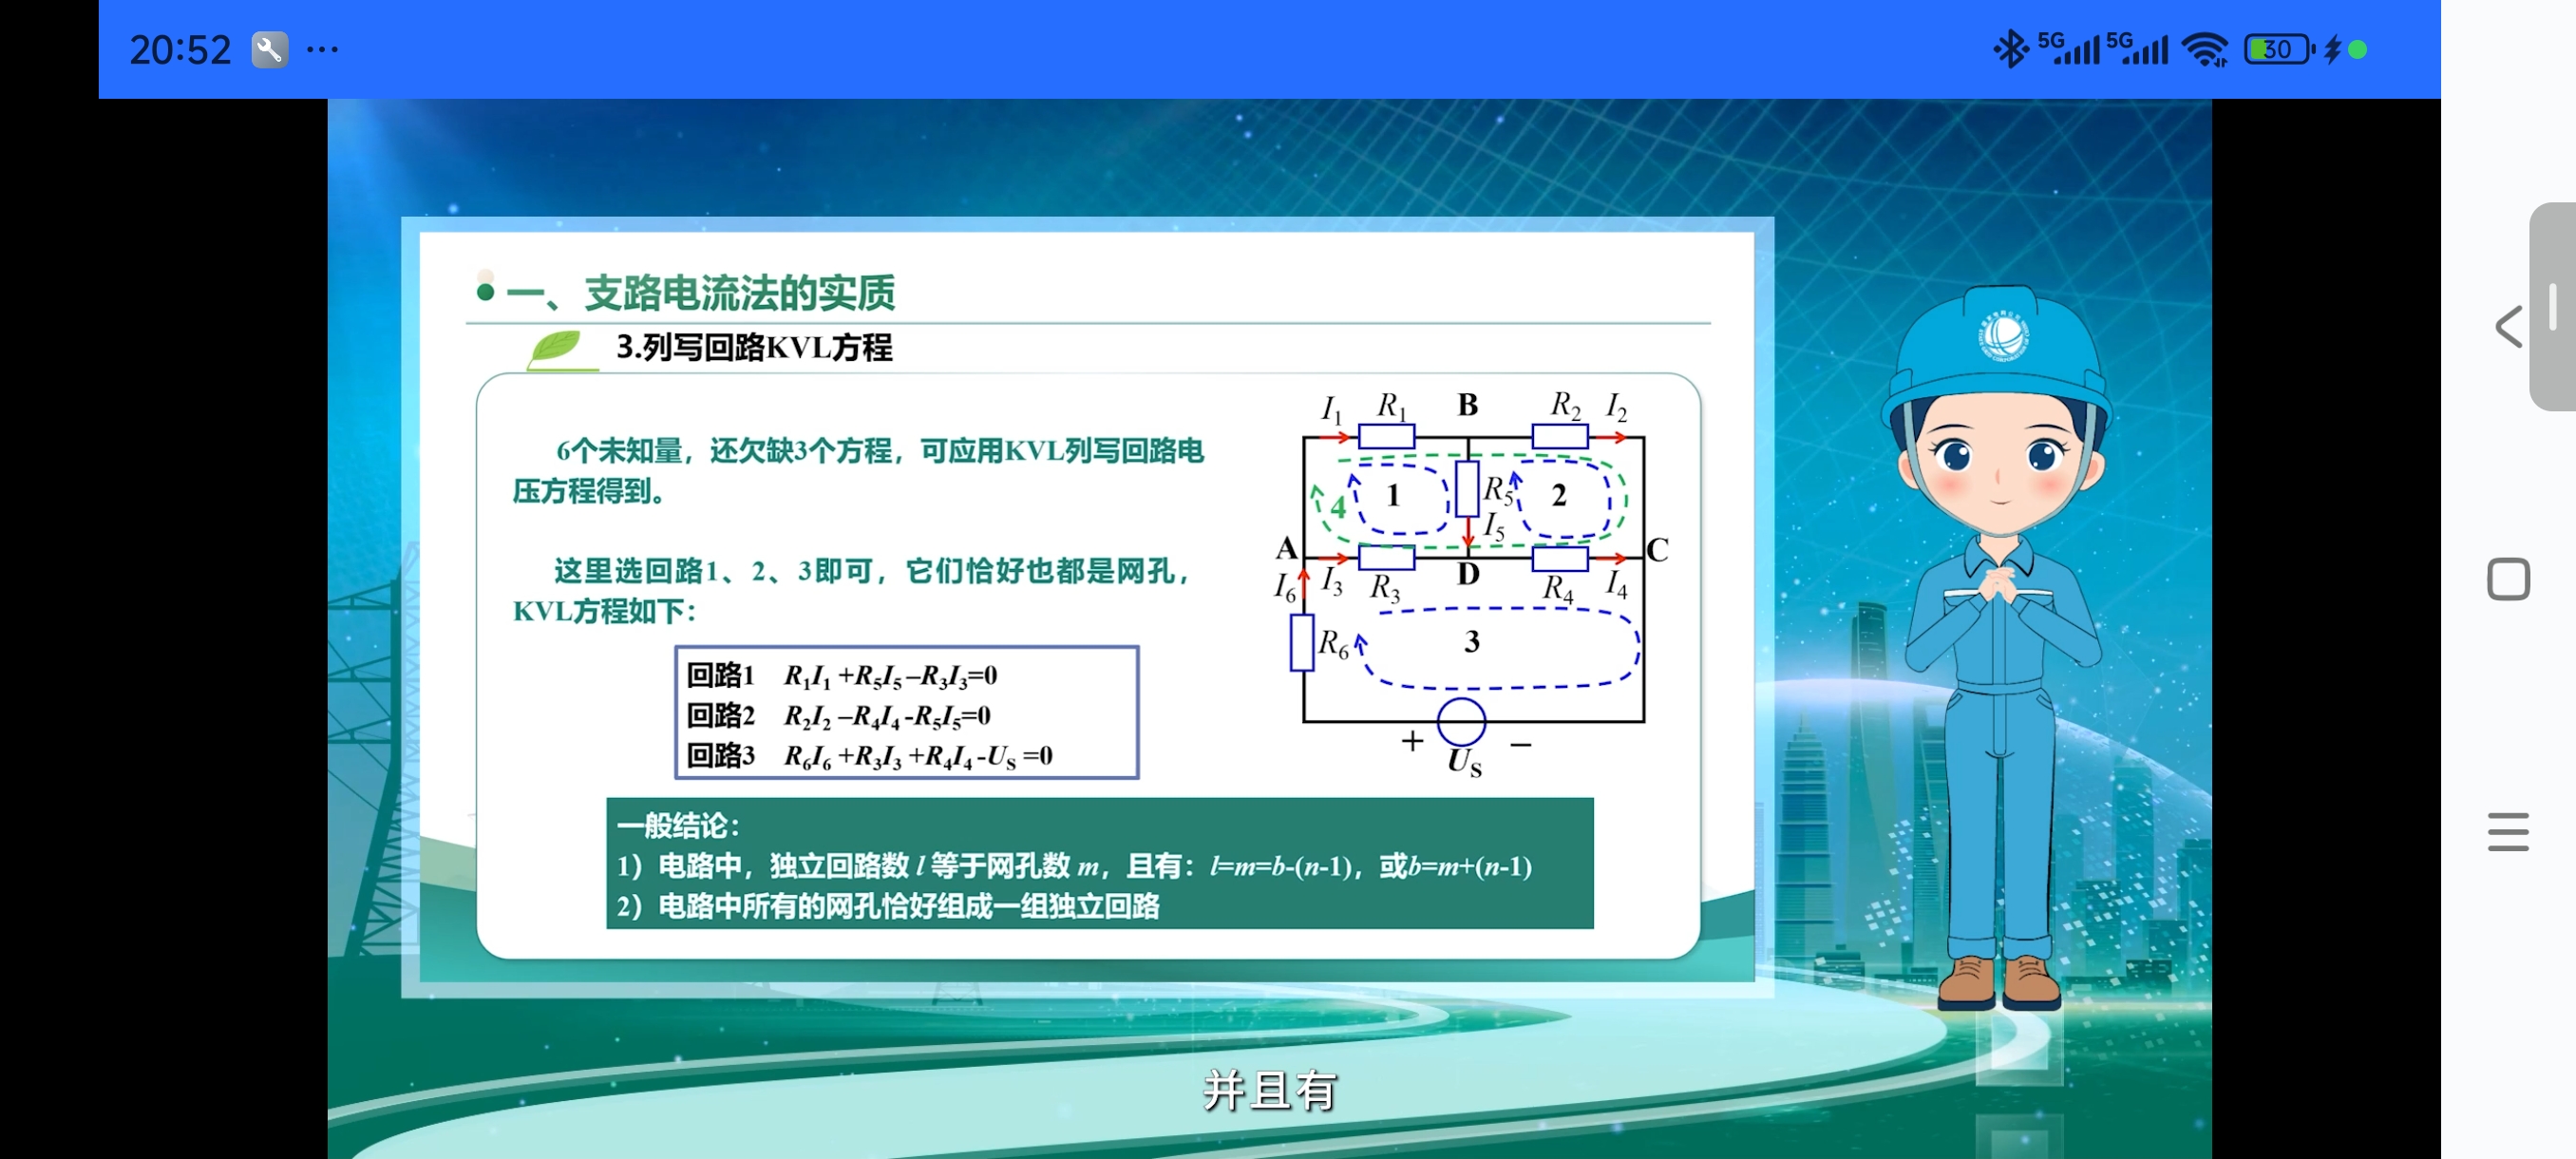 20:52 ...
5G 5G 30
一、支路电流法的实质
3.列写回路KVL方程
6个未知量，还欠缺3个方程，可应用KVL列写回路电
压方程得到。
这里选回路1、2、3即可，它们恰好也都是网孔，
KVL方程如下：
回路1 R₁I₁+R₅I₅–R₃I₃=0
回路2 R₂I₂–R₄I₄-R₅I₅=0
回路3 R₆I₆+R₃I₃+R₄I₄-Uₛ=0
I₁ R₁ B R₂ I₂
4 1 R₅ 2
I₅
A C
I₆ I₃ R₃ D R₄ I₄
R₆ 3
+ Uₛ −
一般结论：
1）电路中，独立回路数 l 等于网孔数 m，且有：l=m=b-(n-1)，或b=m+(n-1)
2）电路中所有的网孔恰好组成一组独立回路
并且有